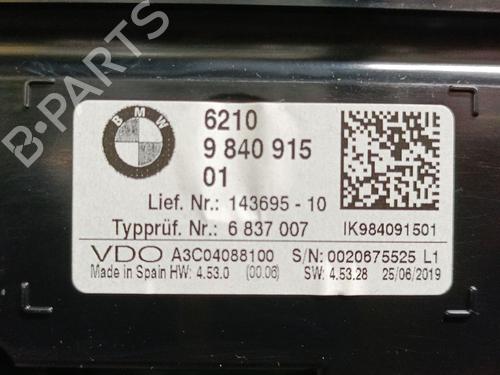 BMW
6210
9 840 915
01
Lief. Nr.: 143695 - 10
Typprüf. Nr.: 6 837 007
IK984091501
VDO A3C04088100 S/N: 0020675525 L1
Made in Spain HW: 4.53.0 (00.06) SW: 4.53.28 25/06/2019
B-PARTS